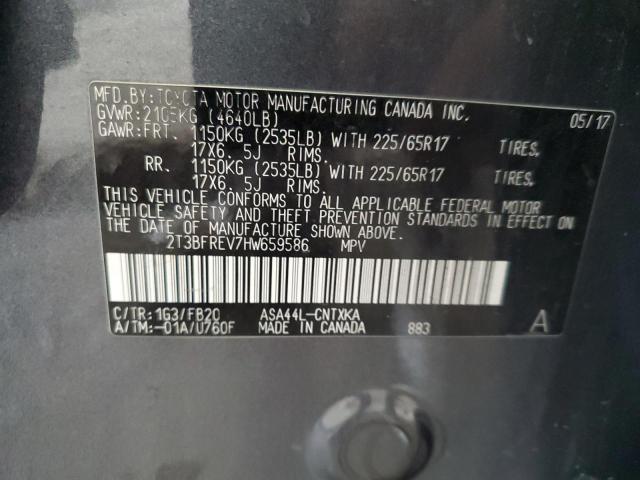 MFD.BY:TOYOTA MOTOR MANUFACTURING CANADA INC.
GVWR:2105KG (4640LB) 05/17
GAWR:FRT. 1150KG (2535LB) WITH 225/65R17 TIRES,
17X6. 5J RIMS.
RR. 1150KG (2535LB) WITH 225/65R17 TIRES,
17X6. 5J RIMS.
THIS VEHICLE CONFORMS TO ALL APPLICABLE FEDERAL MOTOR
VEHICLE SAFETY AND THEFT PREVENTION STANDARDS IN EFFECT ON
THE DATE OF MANUFACTURE SHOWN ABOVE.
2T3BFREV7HW659586 MPV
C/TR:1G3/FB20 ASA44L-CNTXKA
A/TM:-01A/U760F MADE IN CANADA 883 A